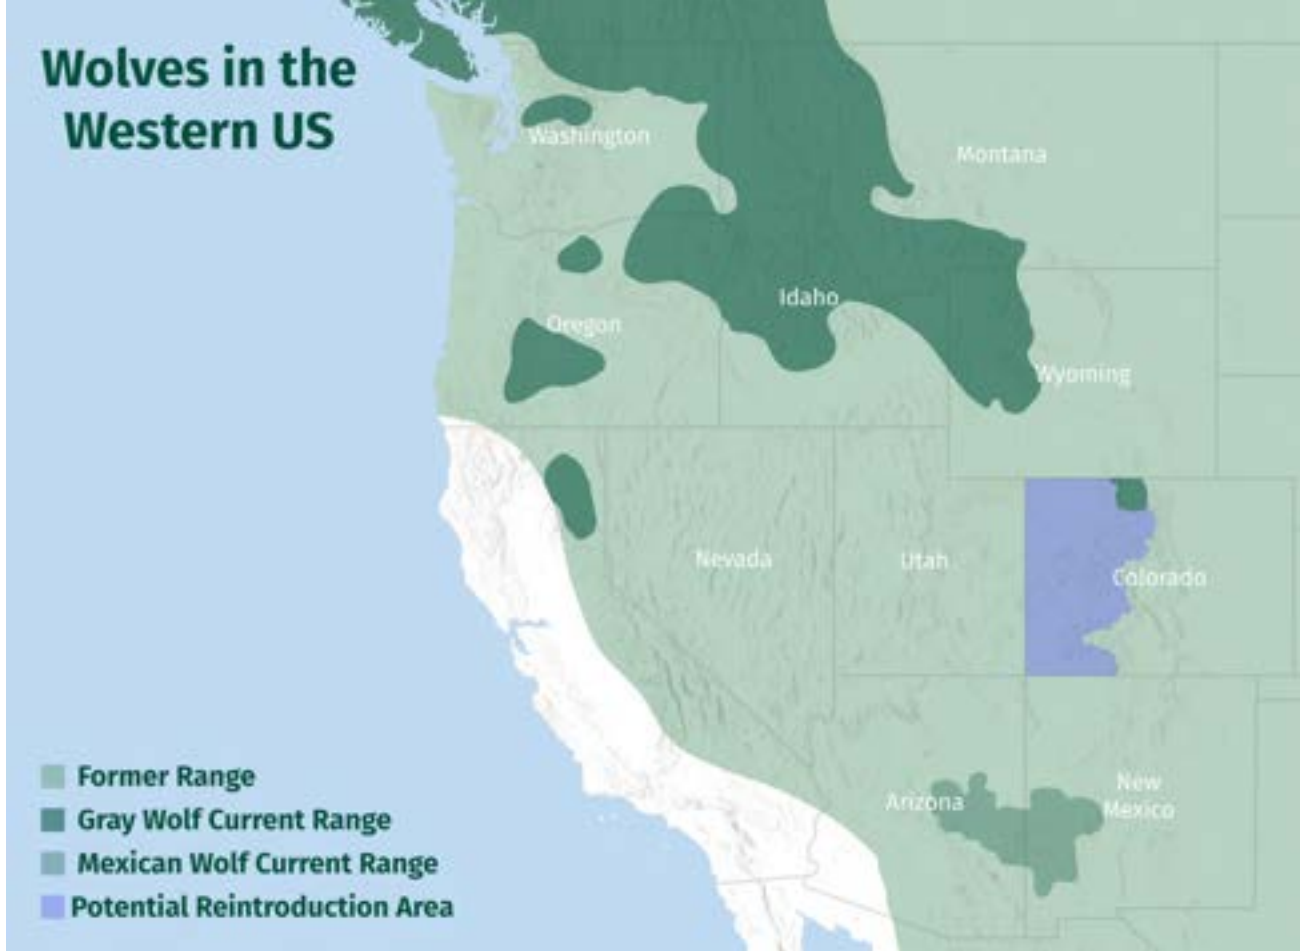 Wolves in the
Western US
Washington
Montana
Idaho
Oregon
Wyoming
Nevada
Utah
Colorado
Arizona
New
Mexico
Former Range
Gray Wolf Current Range
Mexican Wolf Current Range
Potential Reintroduction Area